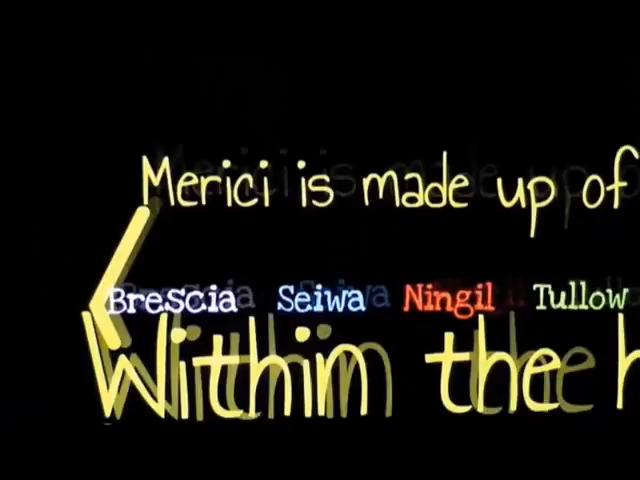 Merici is made up of
Brescia Seiwa Ningil Tullow
Within the